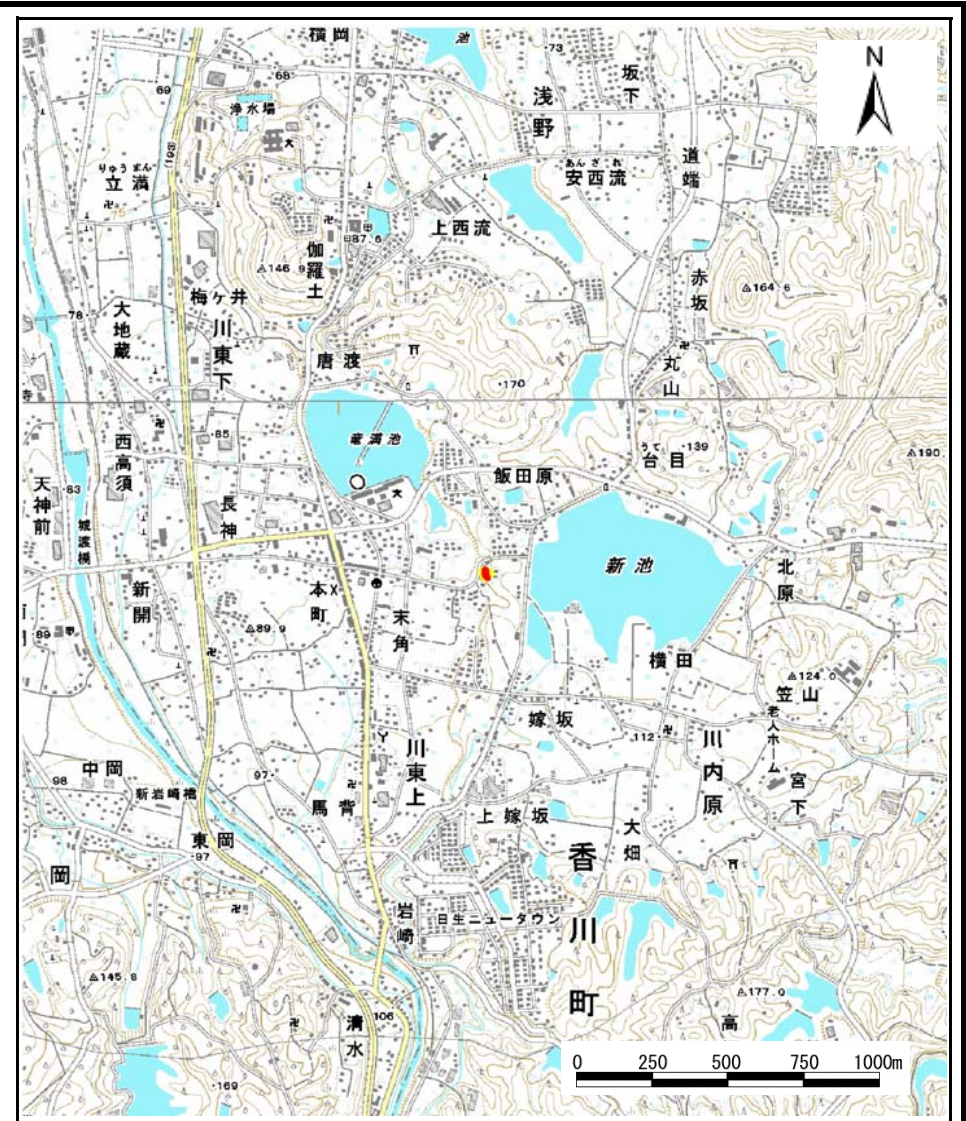 横岡
池
73
坂下
N
68
69
浄水場
浅野
(193)
りゅうまん
立満
75
あんざれ
安西流
道端
上西流
87.6
伽羅土
146.9
赤坂
164.6
梅ヶ井
78
大地蔵
川東下
唐渡
丸山
170
竜満池
85
西高須
うて
台目
139
190
飯田原
天神前
83
長神
城渡橋
新池
北原
新開
本町
末角
89.9
89
横田
124.0
笠山
嫁坂
112
川内原
老人ホーム
川東上
宮下
中岡
98
97
新岩崎橋
馬背
上嫁坂
大畑
東岡
97
香川町
岡
岩崎
日生ニュータウン
145.8
177.0
106
清水
高
169
0 250 500 750 1000m